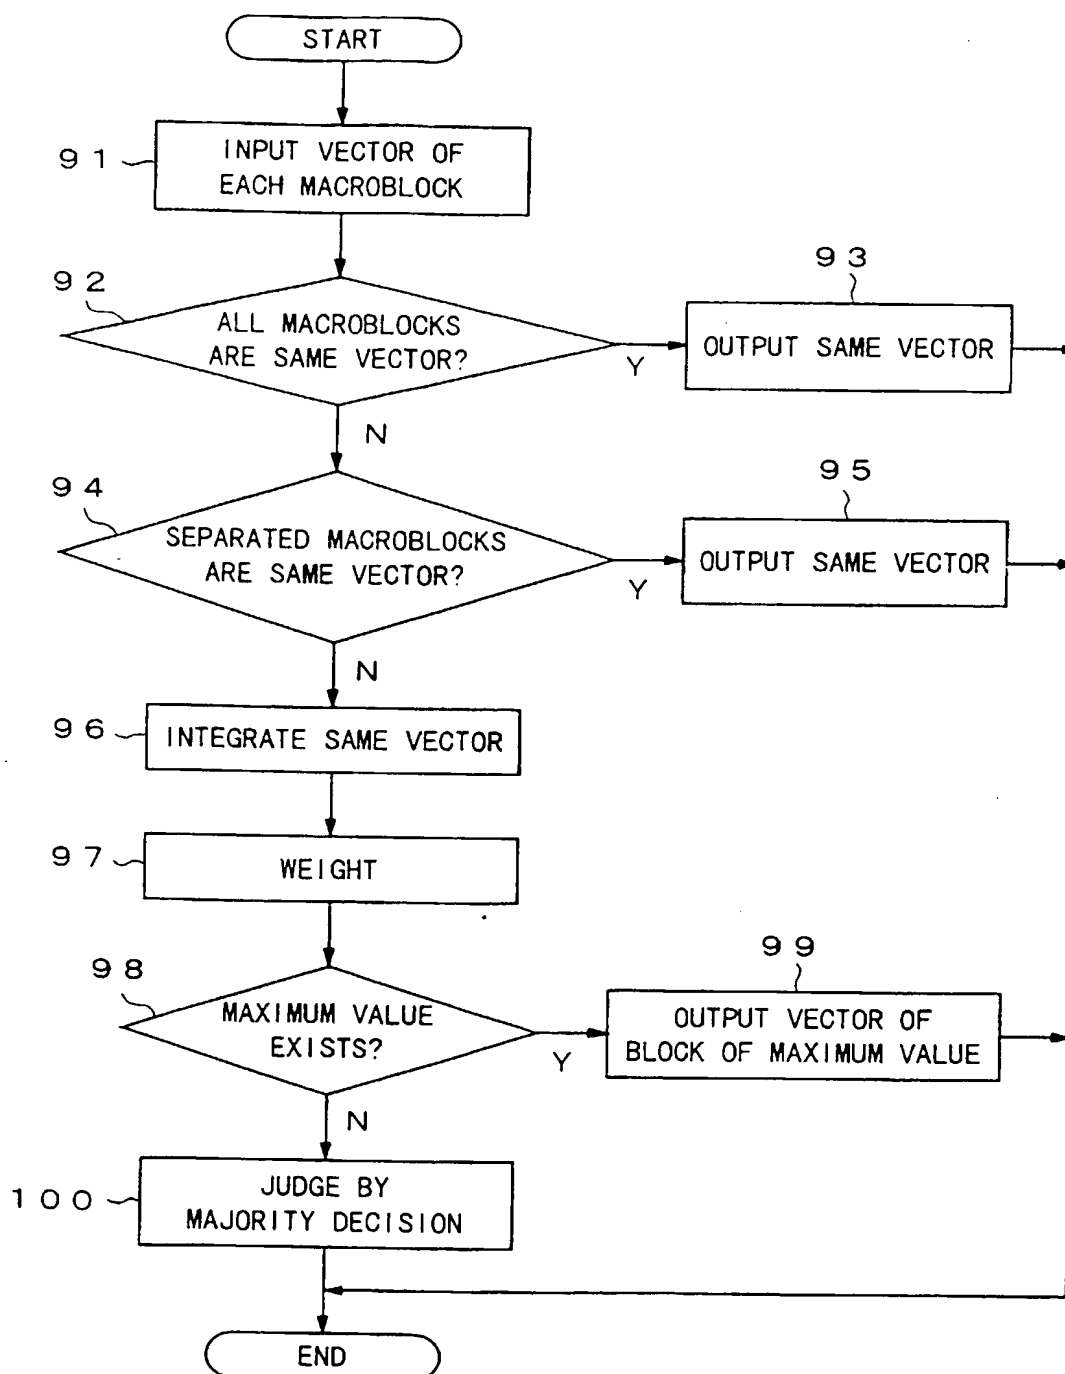 START
91
INPUT VECTOR OF
EACH MACROBLOCK
92
ALL MACROBLOCKS
ARE SAME VECTOR?
Y
N
93
OUTPUT SAME VECTOR
94
SEPARATED MACROBLOCKS
ARE SAME VECTOR?
Y
N
95
OUTPUT SAME VECTOR
96
INTEGRATE SAME VECTOR
97
WEIGHT
98
MAXIMUM VALUE
EXISTS?
Y
N
99
OUTPUT VECTOR OF
BLOCK OF MAXIMUM VALUE
100
JUDGE BY
MAJORITY DECISION
END